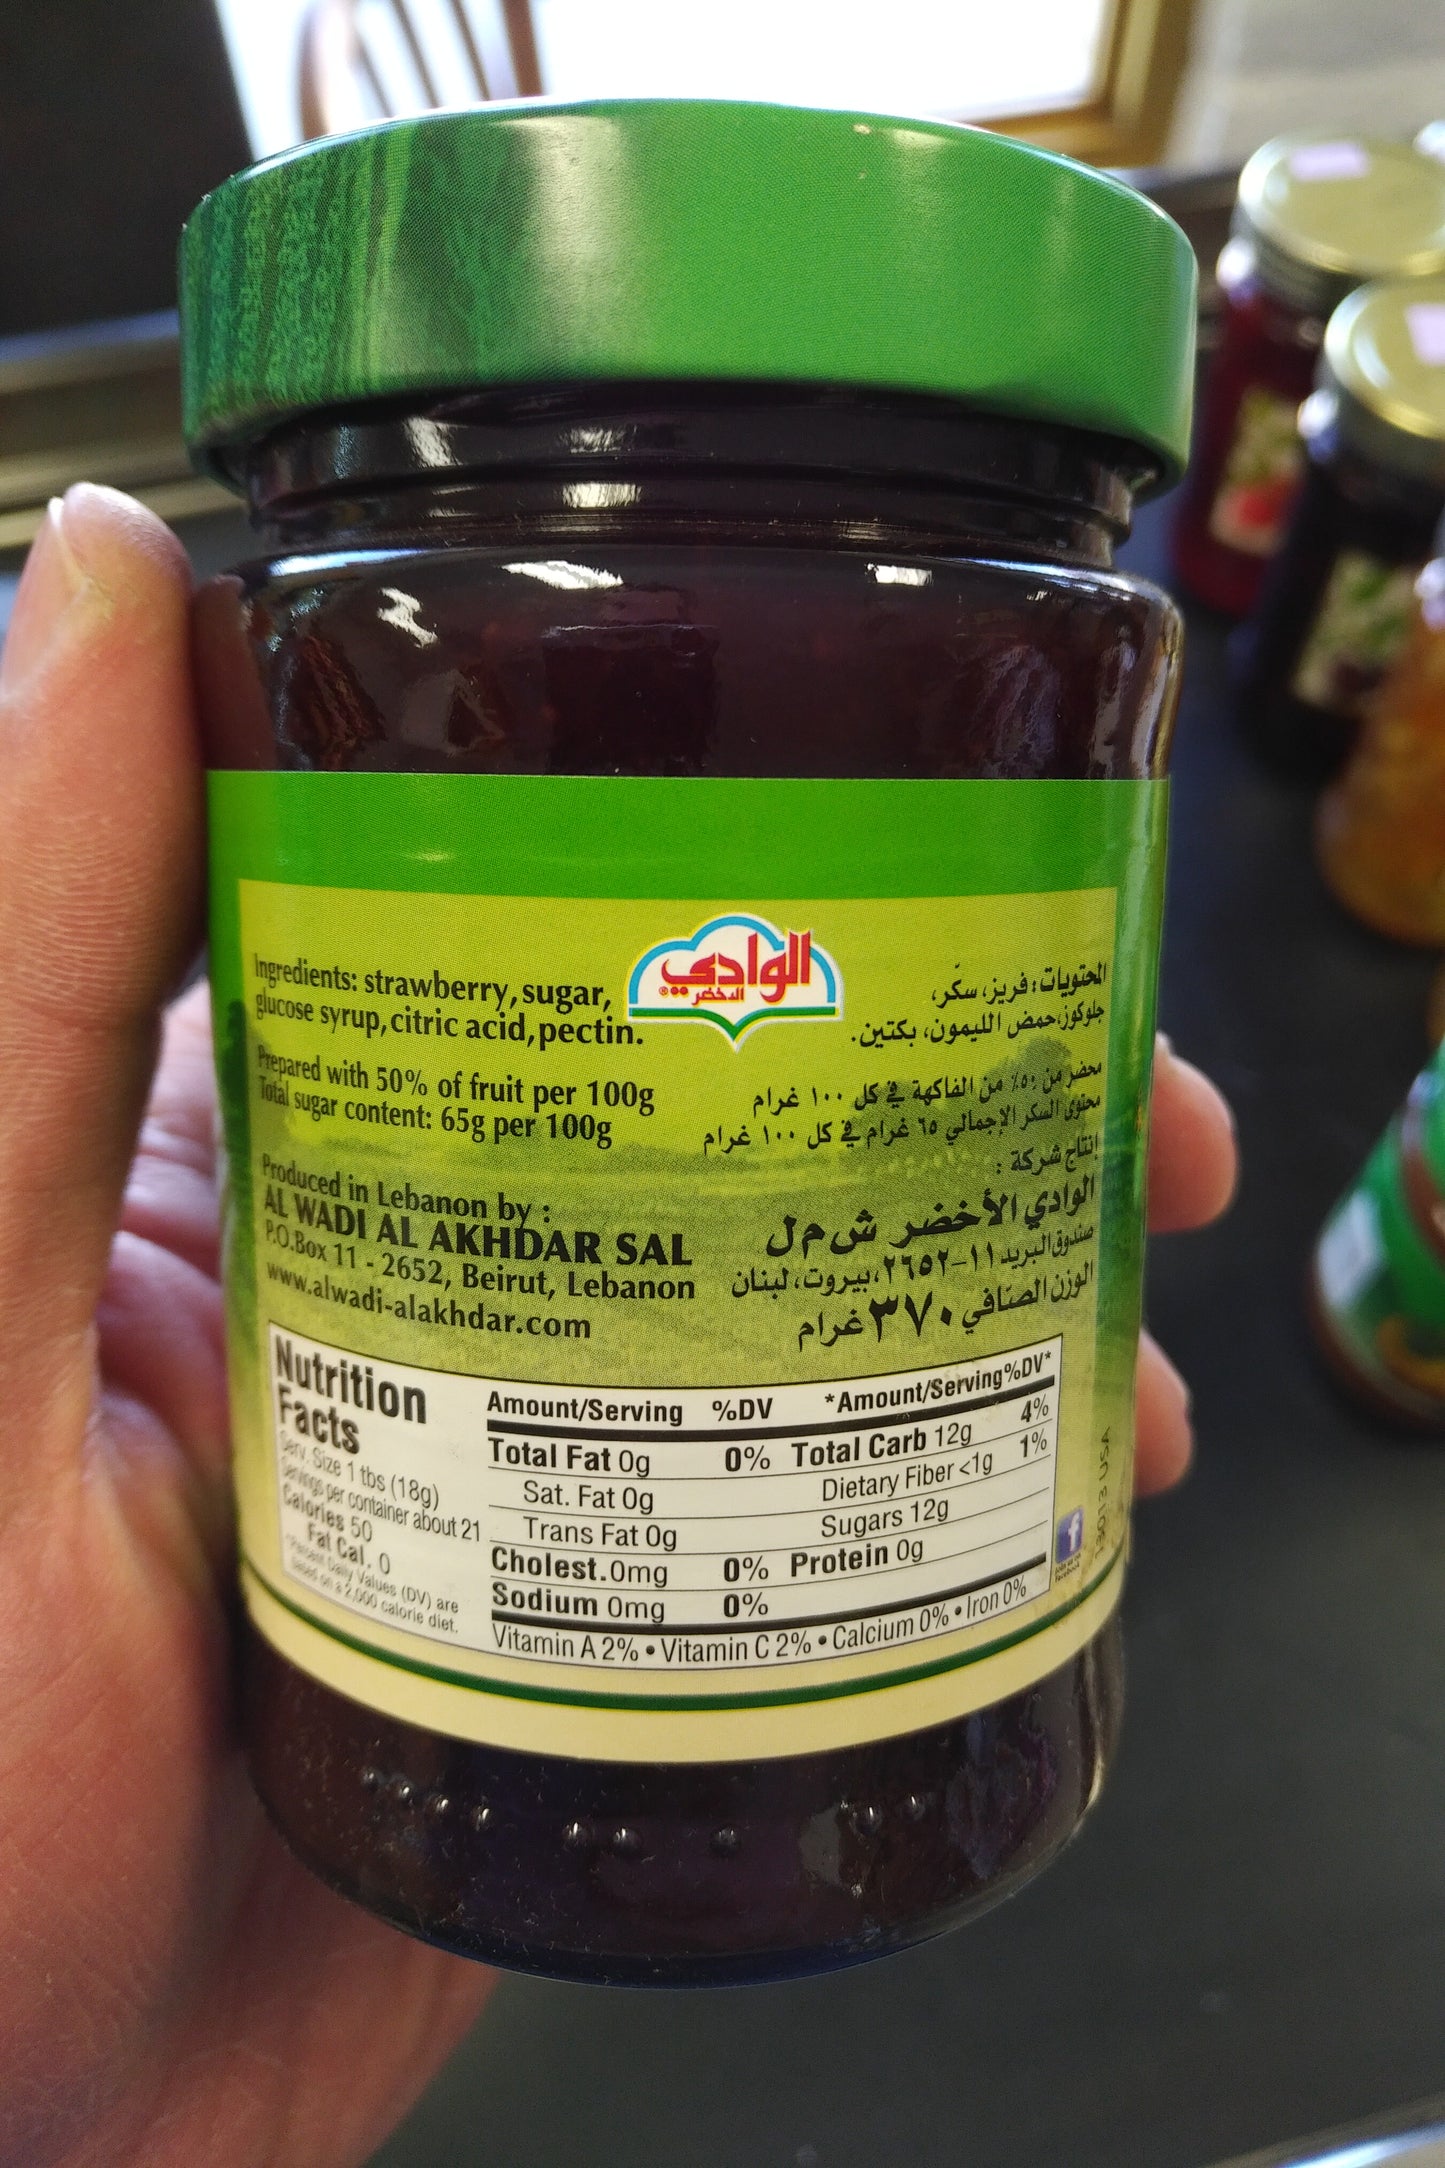 الوادي
الاخضر
®
Ingredients: strawberry, sugar,
glucose syrup, citric acid, pectin.
Prepared with 50% of fruit per 100g
Total sugar content: 65g per 100g
Produced in Lebanon by :
AL WADI AL AKHDAR SAL
P.O.Box 11 - 2652, Beirut, Lebanon
www.alwadi-alakhdar.com
المحتويات: فريز، سكّر،
جلوكوز، حمض الليمون، بكتين.
محضر من ٥٠٪ من الفاكهة في كل ١٠٠ غرام
محتوى السكر الإجمالي ٦٥ غرام في كل ١٠٠ غرام
إنتاج شركة :
الوادي الأخضر ش م ل
صندوق البريد ١١-٢٦٥٢، بيروت، لبنان
الوزن الصّافي ٣٧٠ غرام
Nutrition
Facts
Serv. Size 1 tbs (18g)
Servings per container about 21
Calories 50
Fat Cal. 0
*Percent Daily Values (DV) are
based on a 2,000 calorie diet.
Amount/Serving %DV *Amount/Serving %DV*
Total Fat 0g 0% Total Carb 12g 4%
Sat. Fat 0g Dietary Fiber <1g 1%
Trans Fat 0g Sugars 12g
Cholest. 0mg 0% Protein 0g
Sodium 0mg 0%
Vitamin A 2% • Vitamin C 2% • Calcium 0% • Iron 0%
f